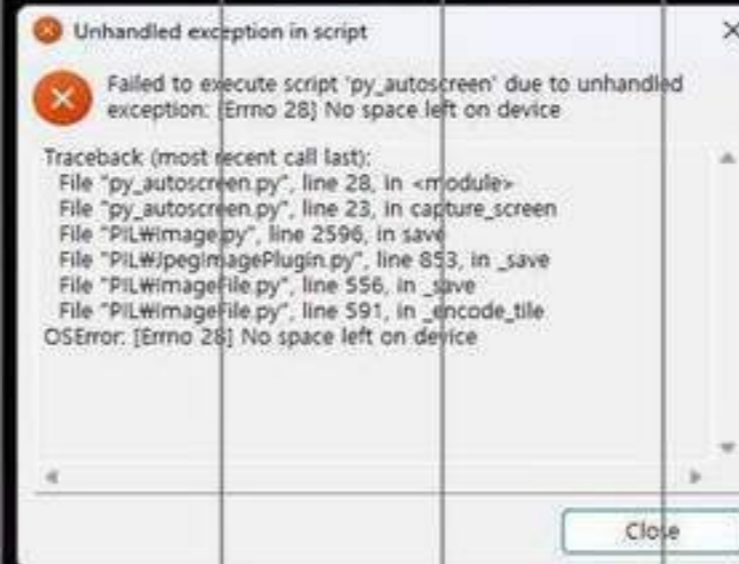 Unhandled exception in script
Failed to execute script 'py_autoscreen' due to unhandled
exception: [Errno 28] No space left on device
Traceback (most recent call last):
File "py_autoscreen.py", line 28, in <module>
File "py_autoscreen.py", line 23, in capture_screen
File "PIL₩Image.py", line 2596, in save
File "PIL₩JpegImagePlugin.py", line 853, in _save
File "PIL₩ImageFile.py", line 556, in _save
File "PIL₩ImageFile.py", line 591, in _encode_tile
OSError: [Errno 28] No space left on device
Close